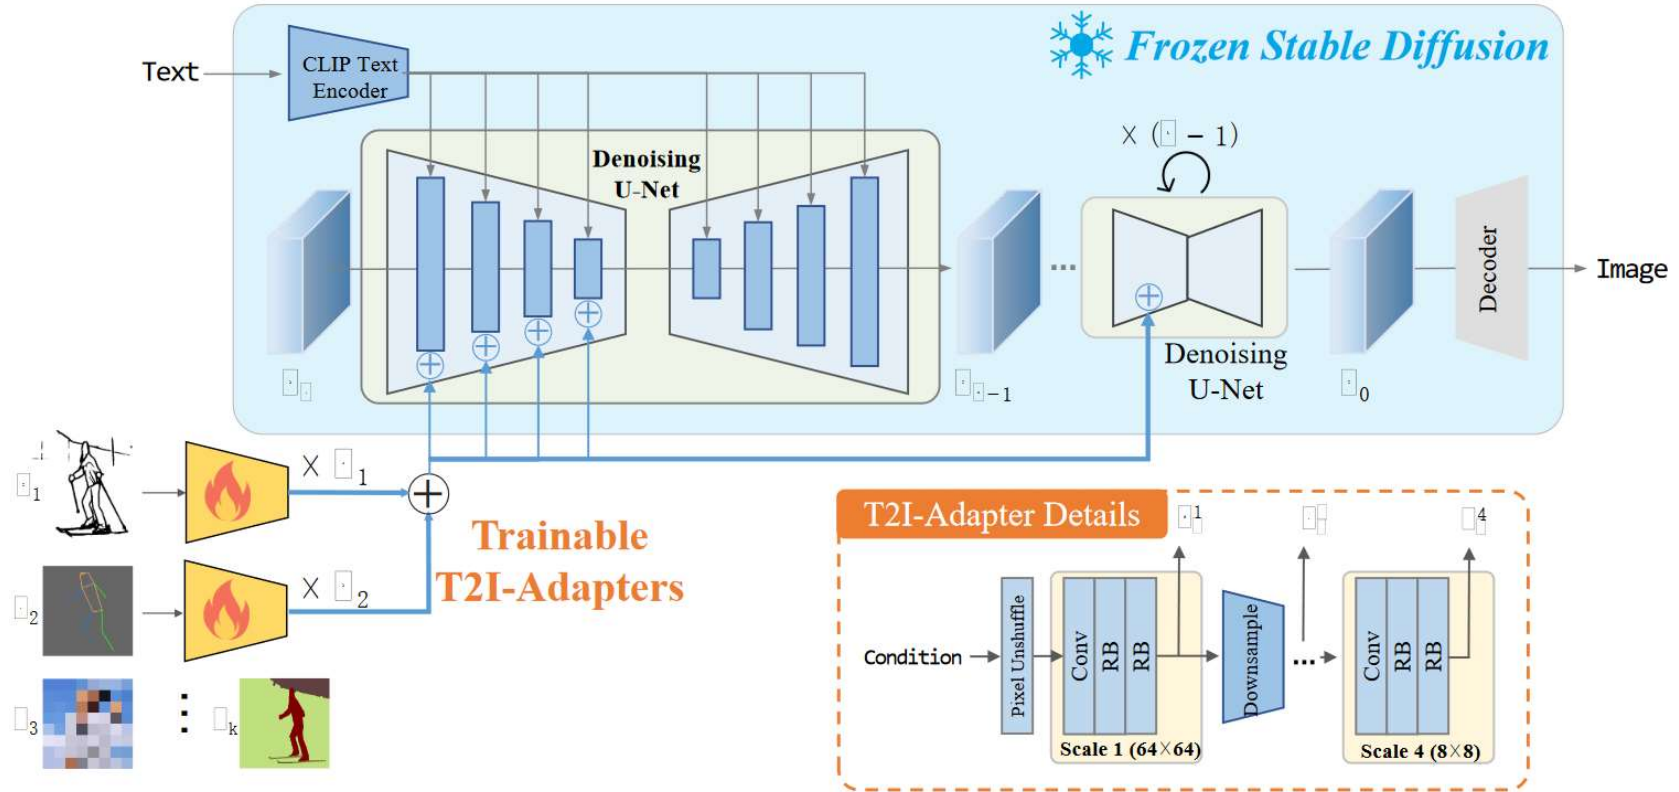 Frozen Stable Diffusion
Text
CLIP Text
Encoder
Denoising
U-Net
× ( - 1)
Decoder
Image
Denoising
U-Net
-1
0
1
× 1
2
× 2
3
k
Trainable
T2I-Adapters
T2I-Adapter Details
1
4
Condition
Pixel Unshuffle
Conv
RB
RB
Downsample
...
Conv
RB
RB
Scale 1 (64×64)
Scale 4 (8×8)